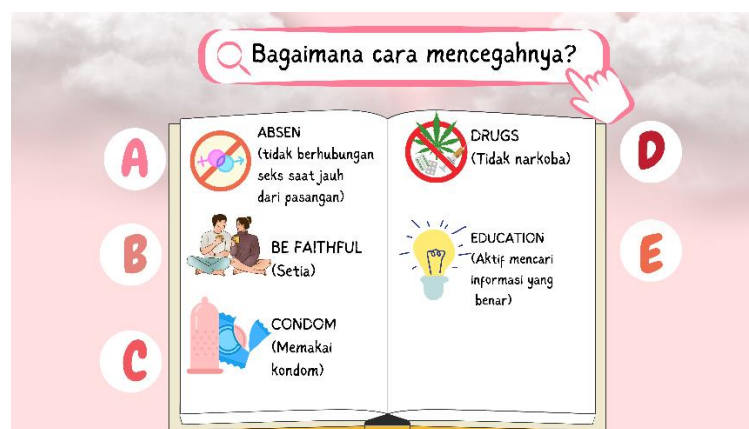 Bagaimana cara mencegahnya?
A
ABSEN
(tidak berhubungan
seks saat jauh
dari pasangan)
B
BE FAITHFUL
(Setia)
C
CONDOM
(Memakai
kondom)
DRUGS
(Tidak narkoba)
D
EDUCATION
(Aktif mencari
informasi yang
benar)
E